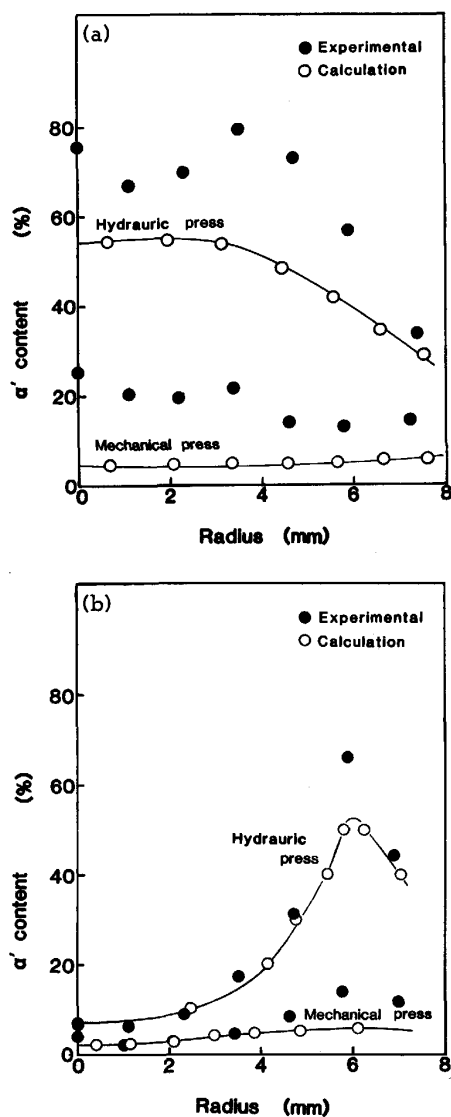 (a)
● Experimental
○ Calculation
80
60
40
20
0
α' content (%)
Hydrauric press
Mechanical press
0 2 4 6 8
Radius (mm)
(b)
● Experimental
○ Calculation
80
60
40
20
0
α' content (%)
Hydrauric
press
Mechanical press
0 2 4 6 8
Radius (mm)